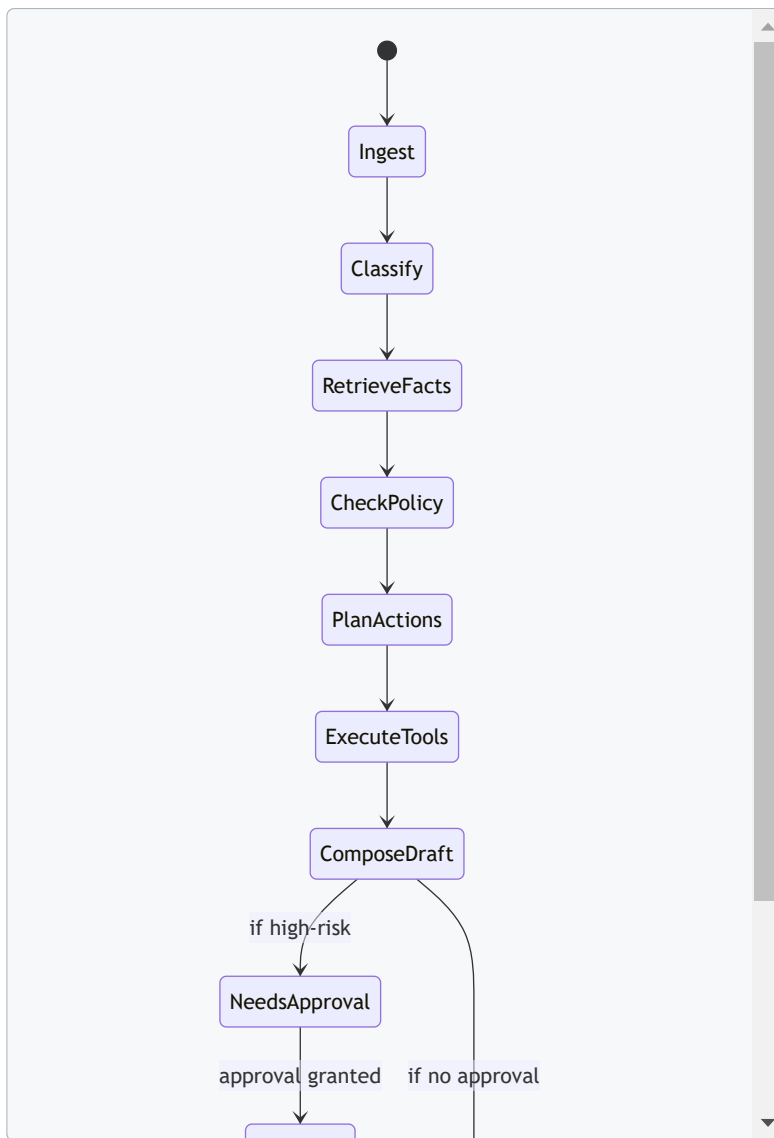 Ingest
Classify
RetrieveFacts
CheckPolicy
PlanActions
ExecuteTools
ComposeDraft
if high-risk
NeedsApproval
approval granted
if no approval